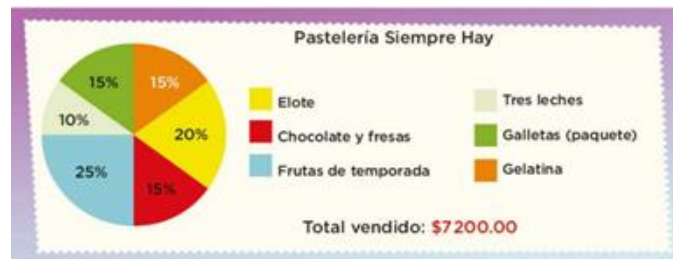 Pastelería Siempre Hay
15%
15%
10%
20%
25%
15%
Elote
Chocolate y fresas
Frutas de temporada
Tres leches
Galletas (paquete)
Gelatina
Total vendido: $7200.00